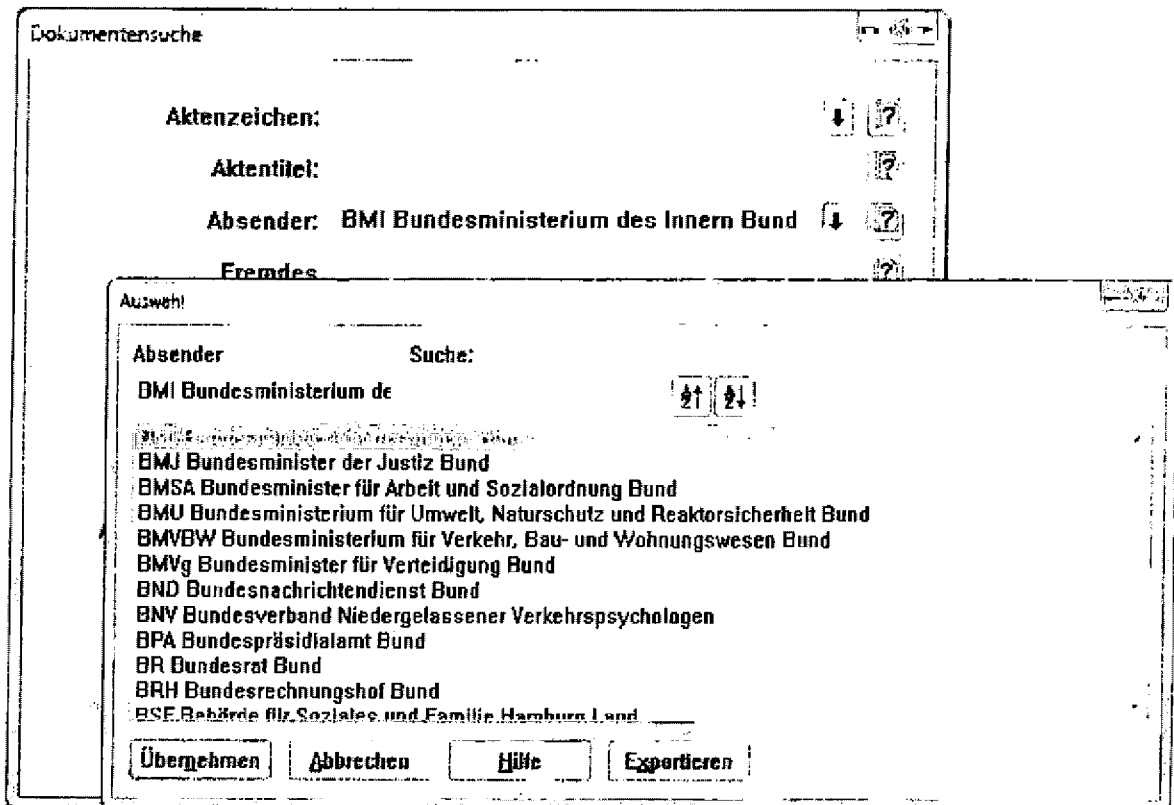 Dokumentensuche
Aktenzeichen:
Aktentitel:
Absender: BMI Bundesministerium des Innern Bund
Fremdes
Auswahl
Absender Suche:
BMI Bundesministerium de
BMJ Bundesminister der Justiz Bund
BMSA Bundesminister für Arbeit und Sozialordnung Bund
BMU Bundesministerium für Umwelt, Naturschutz und Reaktorsicherheit Bund
BMVBW Bundesministerium für Verkehr, Bau- und Wohnungswesen Bund
BMVg Bundesminister für Verteidigung Bund
BND Bundesnachrichtendienst Bund
BNV Bundesverband Niedergelassener Verkehrspsychologen
BPA Bundespräsidialamt Bund
BR Bundesrat Bund
BRH Bundesrechnungshof Bund
BSF Behörde für Soziales und Familie Hamburg Land
Übernehmen Abbrechen Hilfe Exportieren